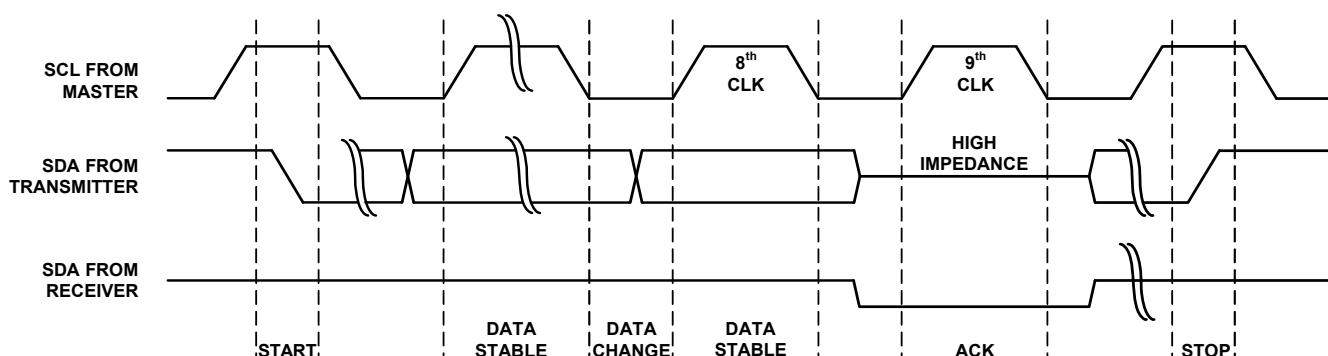 SCL FROM
MASTER
8th
CLK
9th
CLK
SDA FROM
TRANSMITTER
HIGH
IMPEDANCE
SDA FROM
RECEIVER
START
DATA
STABLE
DATA
CHANGE
DATA
STABLE
ACK
STOP